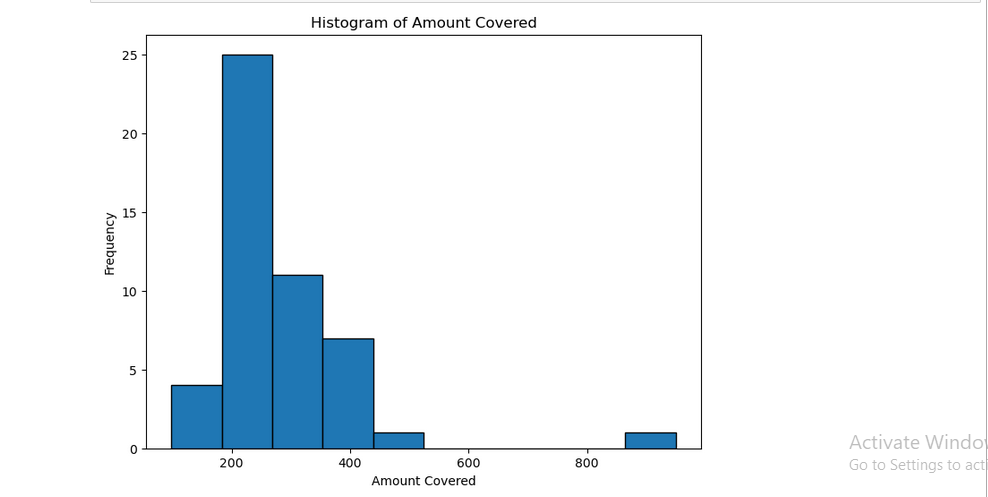 Histogram of Amount Covered
25
20
15
10
5
0
Frequency
200 400 600 800
Amount Covered
Activate Windo
Go to Settings to acti